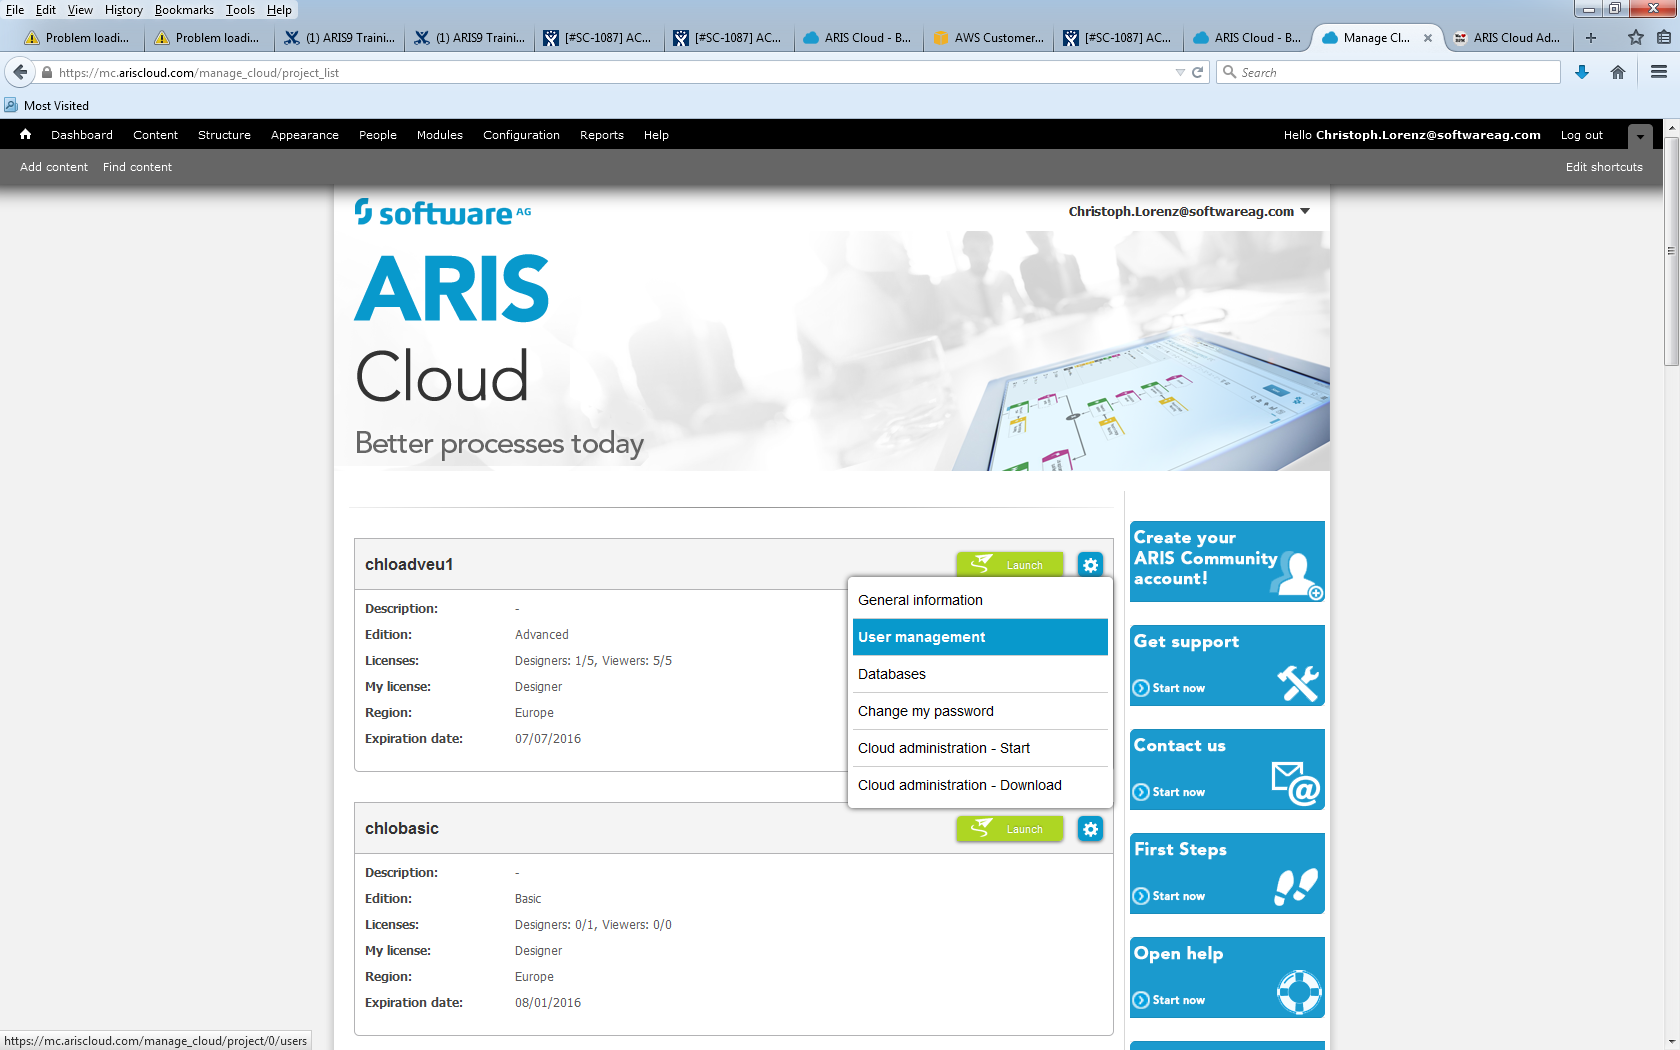 File Edit View History Bookmarks Tools Help
Problem loadi...
Problem loadi...
(1) ARIS9 Traini...
(1) ARIS9 Traini...
[#SC-1087] AC...
[#SC-1087] AC...
ARIS Cloud - B...
AWS Customer...
[#SC-1087] AC...
ARIS Cloud - B...
Manage Cl...
ARIS Cloud Ad...
https://mc.ariscloud.com/manage_cloud/project_list
Search
Most Visited
Dashboard Content Structure Appearance People Modules Configuration Reports Help
Hello Christoph.Lorenz@softwareag.com Log out
Add content Find content
Edit shortcuts
software AG
Christoph.Lorenz@softwareag.com
ARIS
Cloud
Better processes today
chloadveu1
Launch
Description: -
Edition: Advanced
Licenses: Designers: 1/5, Viewers: 5/5
My license: Designer
Region: Europe
Expiration date: 07/07/2016
General information
User management
Databases
Change my password
Cloud administration - Start
Cloud administration - Download
chlobasic
Launch
Description: -
Edition: Basic
Licenses: Designers: 0/1, Viewers: 0/0
My license: Designer
Region: Europe
Expiration date: 08/01/2016
Create your
ARIS Community
account!
Get support
Start now
Contact us
Start now
First Steps
Start now
Open help
Start now
https://mc.ariscloud.com/manage_cloud/project/0/users